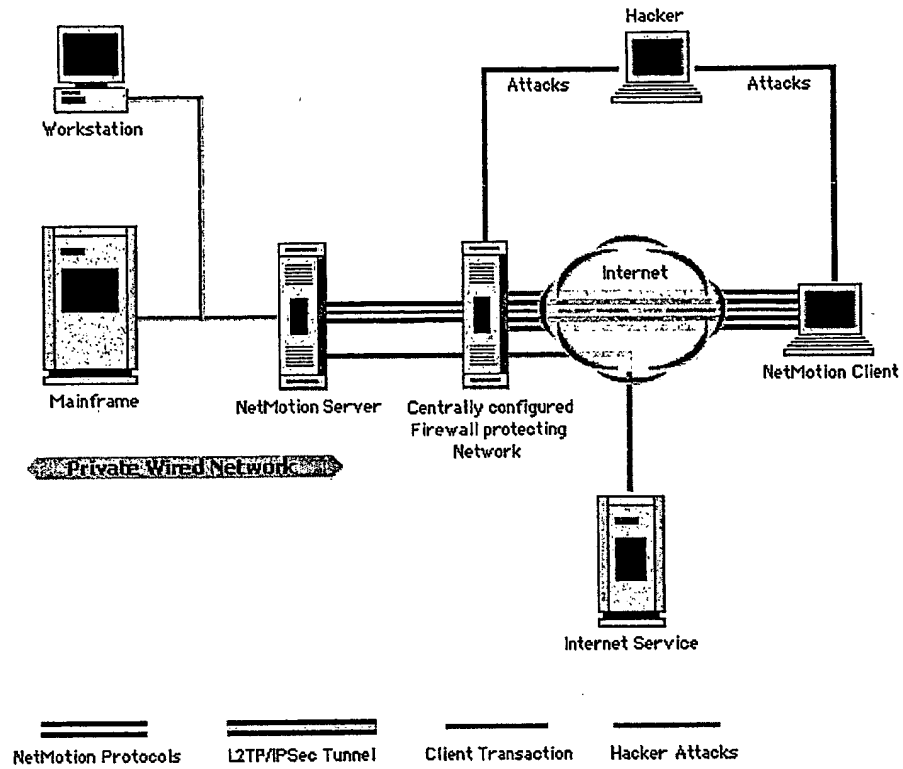 Hacker
Attacks
Attacks
Workstation
Internet
Mainframe
NetMotion Server
Centrally configured
Firewall protecting
Network
NetMotion Client
Private Wired Network
Internet Service
NetMotion Protocols
L2TP/IPSec Tunnel
Client Transaction
Hacker Attacks